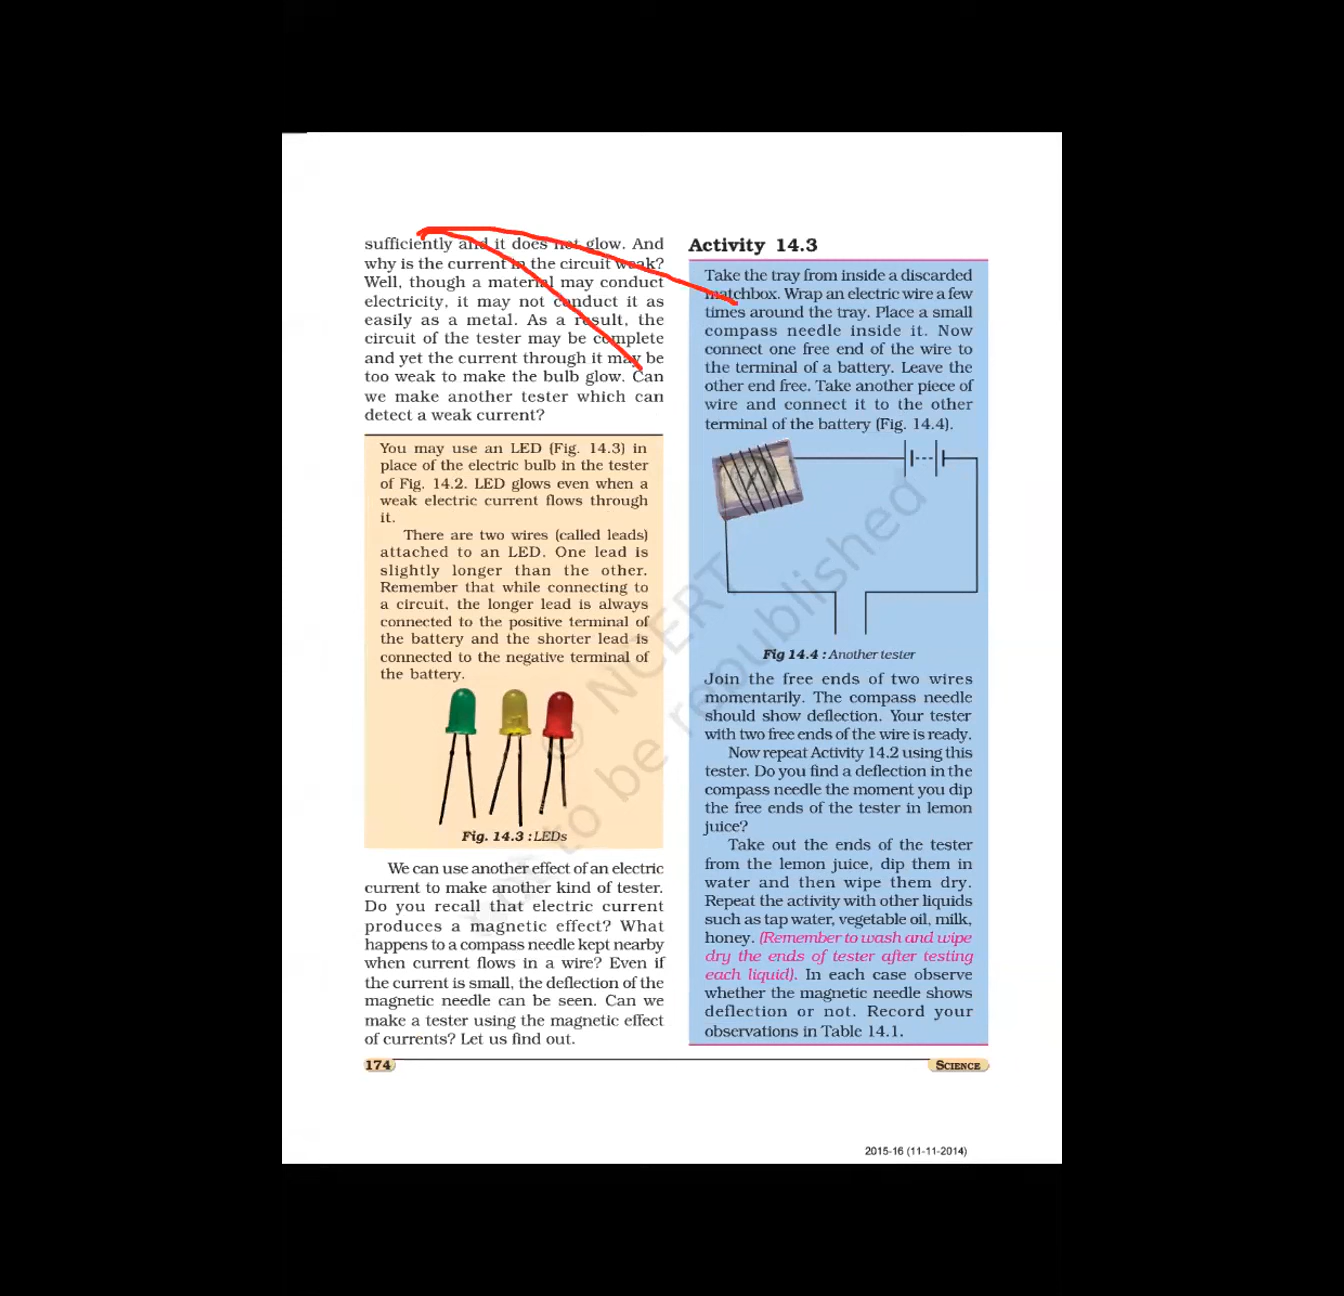 sufficiently and it does not glow. And
why is the current in the circuit weak?
Well, though a material may conduct
electricity, it may not conduct it as
easily as a metal. As a result, the
circuit of the tester may be complete
and yet the current through it may be
too weak to make the bulb glow. Can
we make another tester which can
detect a weak current?
You may use an LED (Fig. 14.3) in
place of the electric bulb in the tester
of Fig. 14.2. LED glows even when a
weak electric current flows through
it.
There are two wires (called leads)
attached to an LED. One lead is
slightly longer than the other.
Remember that while connecting to
a circuit, the longer lead is always
connected to the positive terminal of
the battery and the shorter lead is
connected to the negative terminal of
the battery.
Fig. 14.3 : LEDs
We can use another effect of an electric
current to make another kind of tester.
Do you recall that electric current
produces a magnetic effect? What
happens to a compass needle kept nearby
when current flows in a wire? Even if
the current is small, the deflection of the
magnetic needle can be seen. Can we
make a tester using the magnetic effect
of currents? Let us find out.
Activity 14.3
Take the tray from inside a discarded
matchbox. Wrap an electric wire a few
times around the tray. Place a small
compass needle inside it. Now
connect one free end of the wire to
the terminal of a battery. Leave the
other end free. Take another piece of
wire and connect it to the other
terminal of the battery (Fig. 14.4).
Fig 14.4 : Another tester
Join the free ends of two wires
momentarily. The compass needle
should show deflection. Your tester
with two free ends of the wire is ready.
Now repeat Activity 14.2 using this
tester. Do you find a deflection in the
compass needle the moment you dip
the free ends of the tester in lemon
juice?
Take out the ends of the tester
from the lemon juice, dip them in
water and then wipe them dry.
Repeat the activity with other liquids
such as tap water, vegetable oil, milk,
honey. (Remember to wash and wipe
dry the ends of tester after testing
each liquid). In each case observe
whether the magnetic needle shows
deflection or not. Record your
observations in Table 14.1.
© NCERT
not to be republished
174
SCIENCE
2015-16 (11-11-2014)